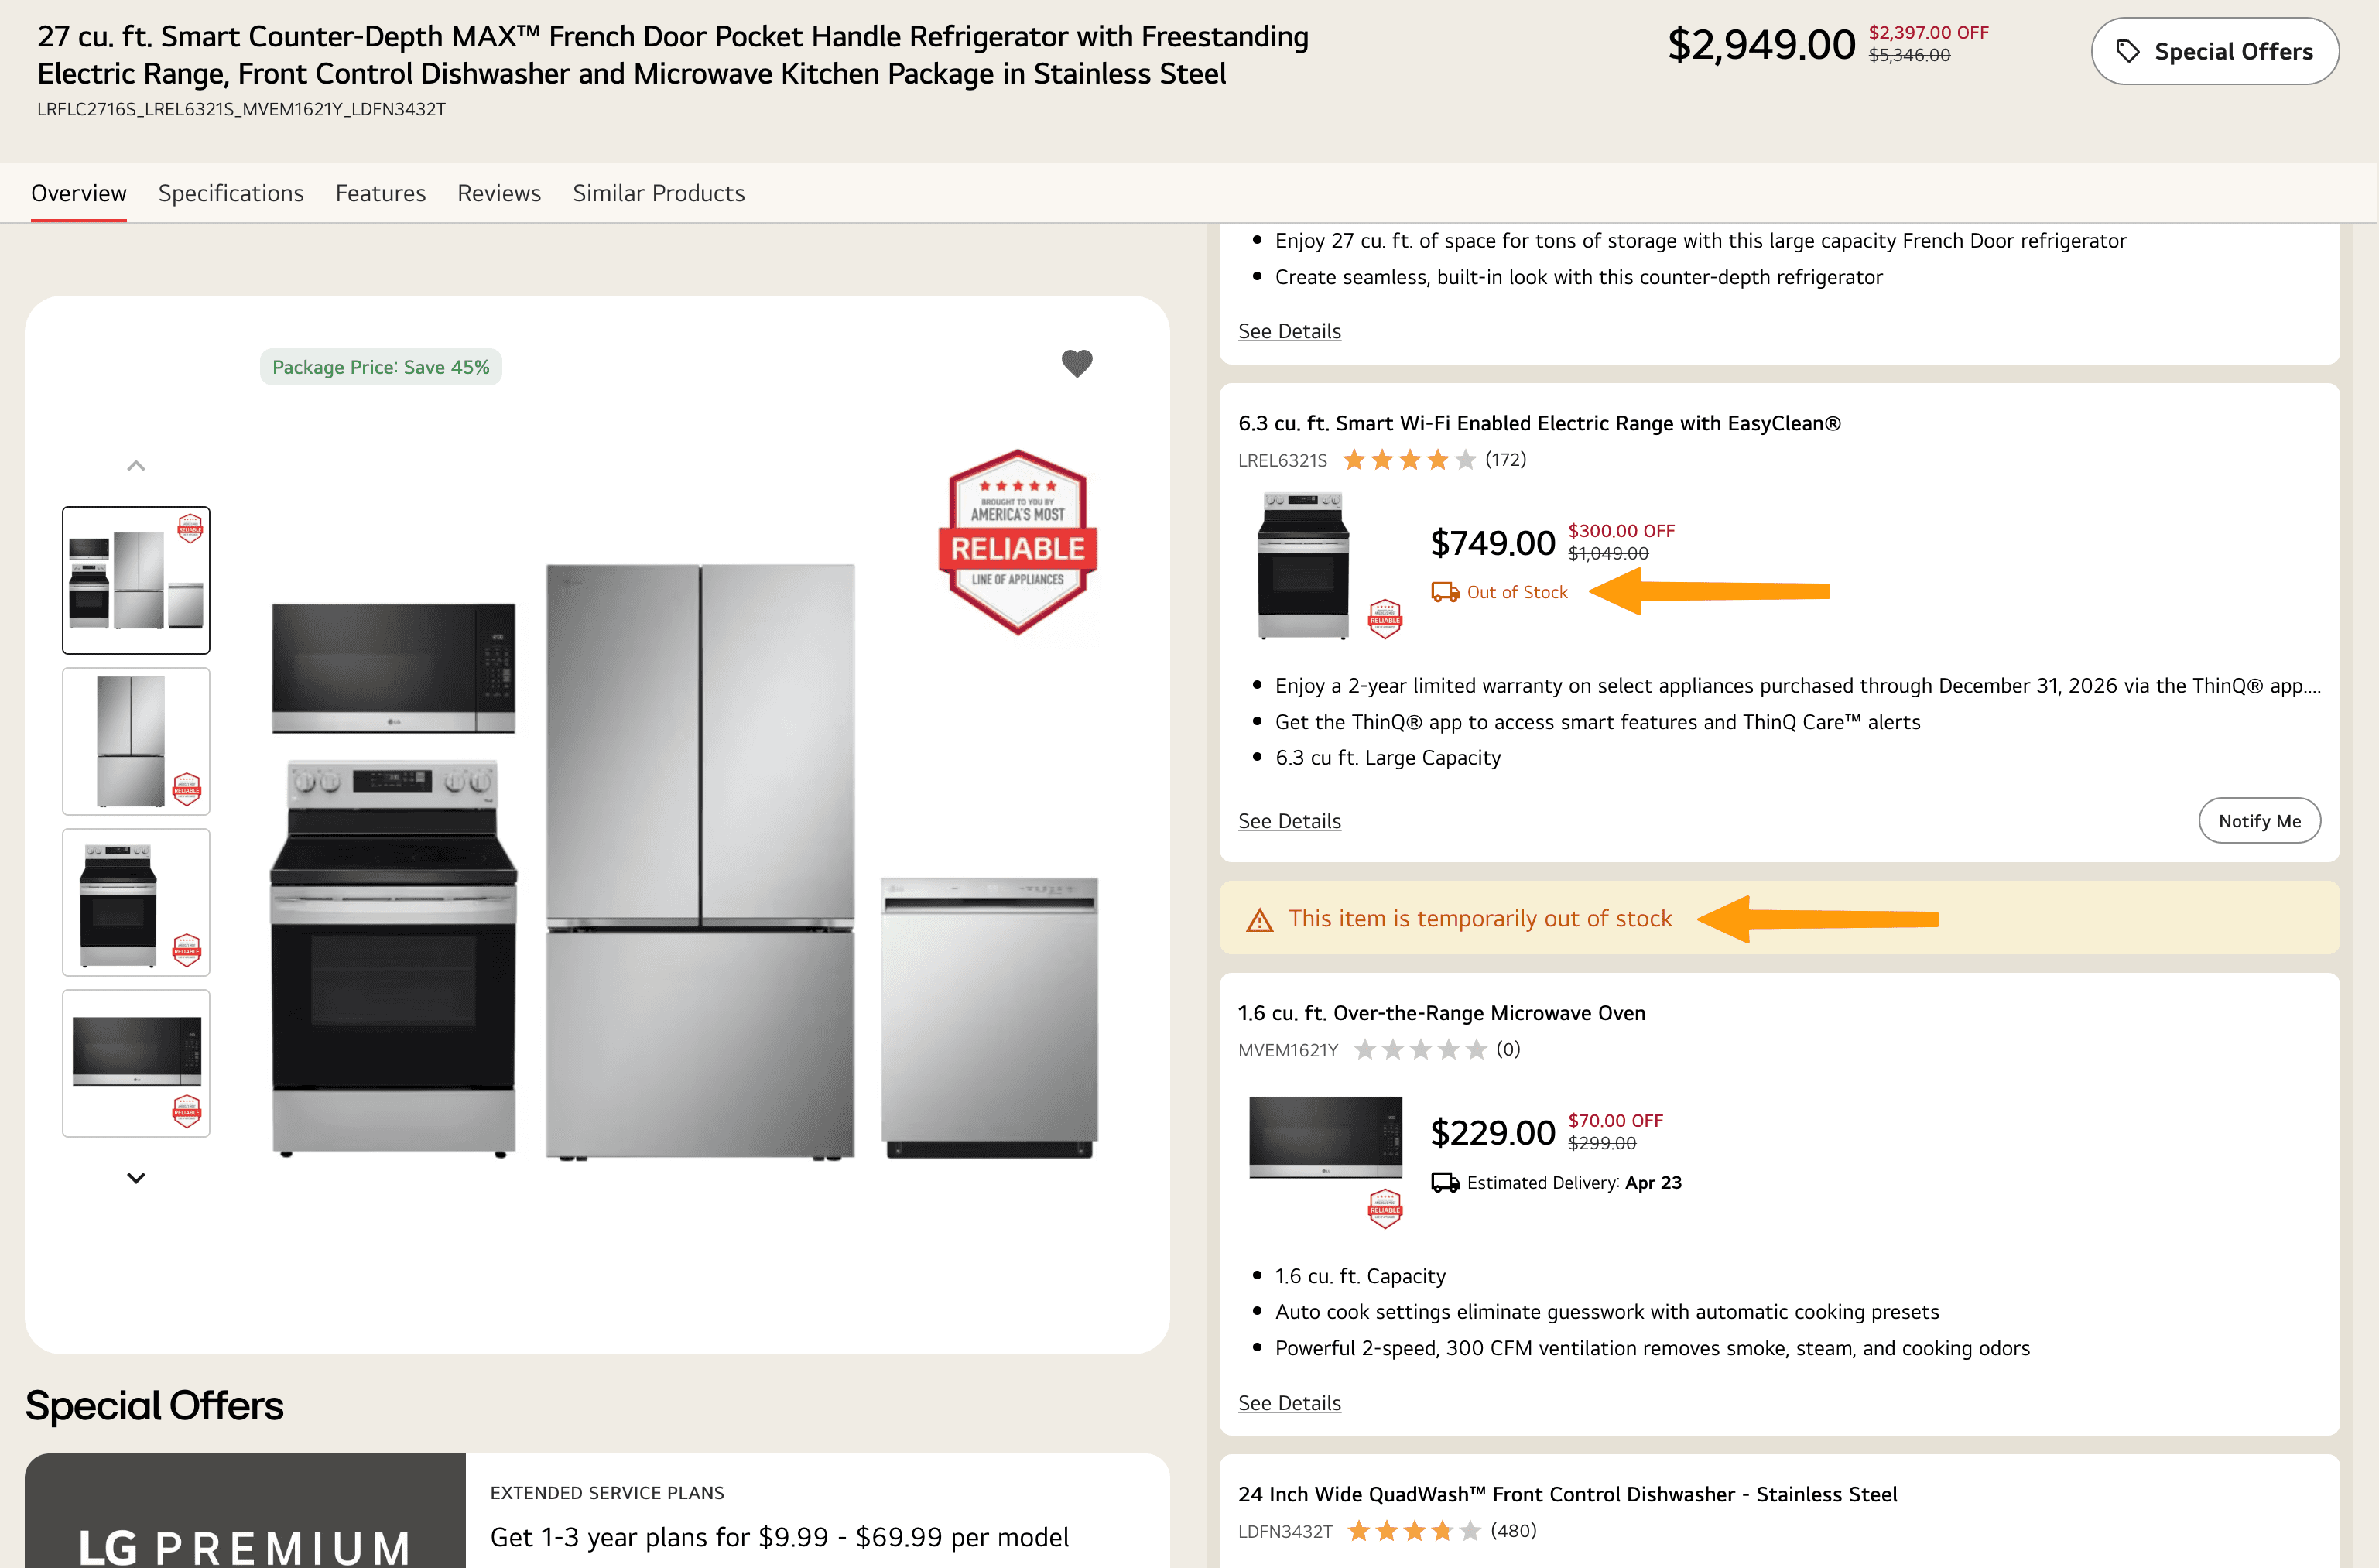 27 cu. ft. Smart Counter-Depth MAX™ French Door Pocket Handle Refrigerator with Freestanding
Electric Range, Front Control Dishwasher and Microwave Kitchen Package in Stainless Steel
LRFLC2716S_LREL6321S_MVEM1621Y_LDFN3432T
$2,949.00
$2,397.00 OFF
$5,346.00
Special Offers
Overview
Specifications
Features
Reviews
Similar Products
Package Price: Save 45%
BROUGHT TO YOU BY
AMERICA'S MOST
RELIABLE
LINE OF APPLIANCES
Special Offers
LG PREMIUM
EXTENDED SERVICE PLANS
Get 1-3 year plans for $9.99 - $69.99 per model
Enjoy 27 cu. ft. of space for tons of storage with this large capacity French Door refrigerator
Create seamless, built-in look with this counter-depth refrigerator
See Details
6.3 cu. ft. Smart Wi-Fi Enabled Electric Range with EasyClean®
LREL6321S
(172)
$749.00
$300.00 OFF
$1,049.00
Out of Stock
RELIABLE
Enjoy a 2-year limited warranty on select appliances purchased through December 31, 2026 via the ThinQ® app....
Get the ThinQ® app to access smart features and ThinQ Care™ alerts
6.3 cu ft. Large Capacity
See Details
Notify Me
This item is temporarily out of stock
1.6 cu. ft. Over-the-Range Microwave Oven
MVEM1621Y
(0)
$229.00
$70.00 OFF
$299.00
Estimated Delivery: Apr 23
RELIABLE
1.6 cu. ft. Capacity
Auto cook settings eliminate guesswork with automatic cooking presets
Powerful 2-speed, 300 CFM ventilation removes smoke, steam, and cooking odors
See Details
24 Inch Wide QuadWash™ Front Control Dishwasher - Stainless Steel
LDFN3432T
(480)